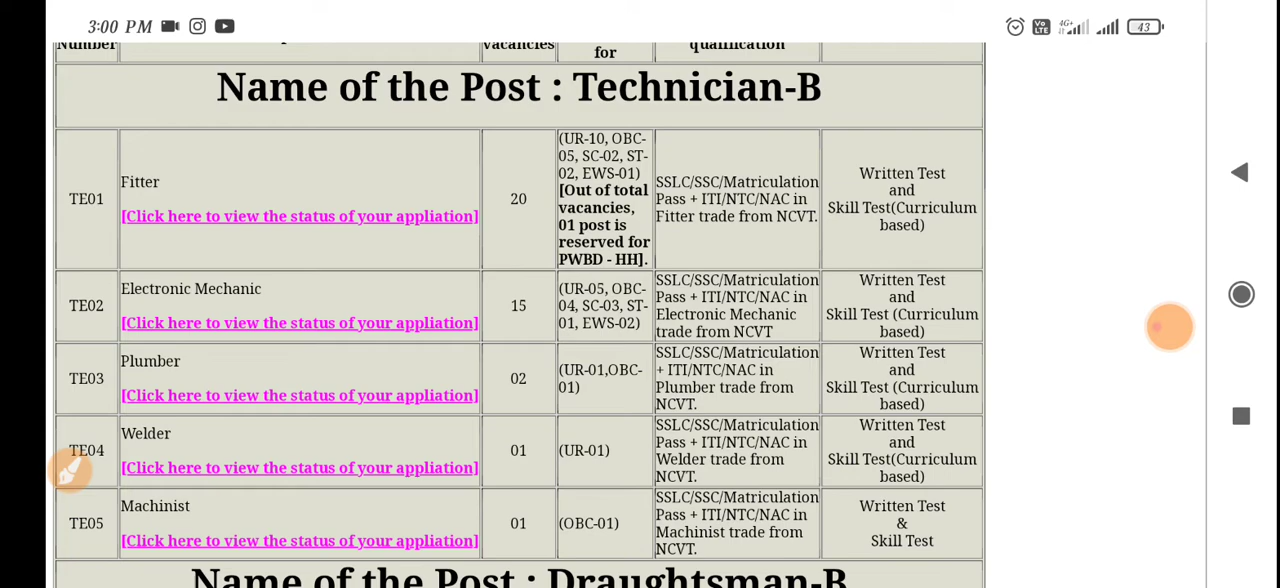 3:00 PM
Vo LTE 4G+ 43
Number vacancies for qualification
Name of the Post : Technician-B
TE01
Fitter
[Click here to view the status of your appliation]
20
(UR-10, OBC-
05, SC-02, ST-
02, EWS-01)
[Out of total
vacancies,
01 post is
reserved for
PWBD - HH].
SSLC/SSC/Matriculation
Pass + ITI/NTC/NAC in
Fitter trade from NCVT.
Written Test
and
Skill Test(Curriculum
based)
TE02
Electronic Mechanic
[Click here to view the status of your appliation]
15
(UR-05, OBC-
04, SC-03, ST-
01, EWS-02)
SSLC/SSC/Matriculation
Pass + ITI/NTC/NAC in
Electronic Mechanic
trade from NCVT
Written Test
and
Skill Test (Curriculum
based)
TE03
Plumber
[Click here to view the status of your appliation]
02
(UR-01,OBC-
01)
SSLC/SSC/Matriculation
+ ITI/NTC/NAC in
Plumber trade from
NCVT.
Written Test
and
Skill Test (Curriculum
based)
TE04
Welder
[Click here to view the status of your appliation]
01
(UR-01)
SSLC/SSC/Matriculation
Pass + ITI/NTC/NAC in
Welder trade from
NCVT.
Written Test
and
Skill Test(Curriculum
based)
TE05
Machinist
[Click here to view the status of your appliation]
01
(OBC-01)
SSLC/SSC/Matriculation
Pass + ITI/NTC/NAC in
Machinist trade from
NCVT.
Written Test
&
Skill Test
Name of the Post : Draughtsman-B